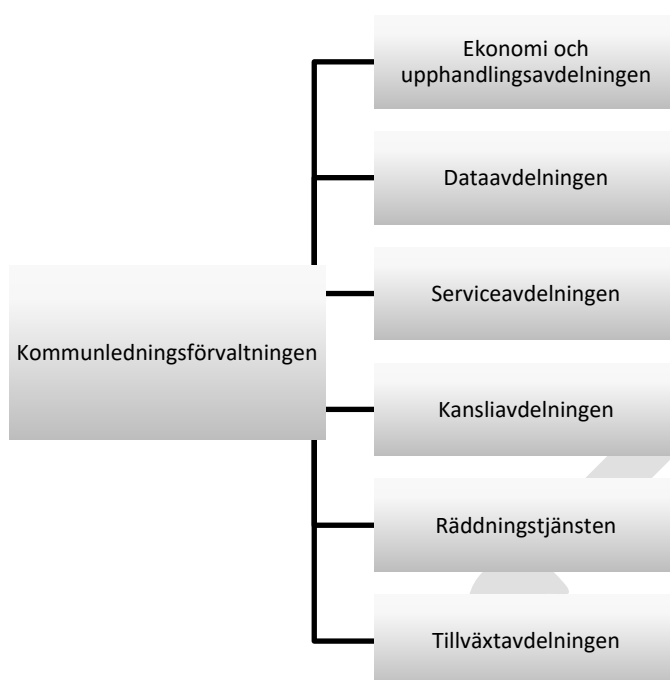 Kommunledningsförvaltningen
Ekonomi och
upphandlingsavdelningen
Dataavdelningen
Serviceavdelningen
Kansliavdelningen
Räddningstjänsten
Tillväxtavdelningen